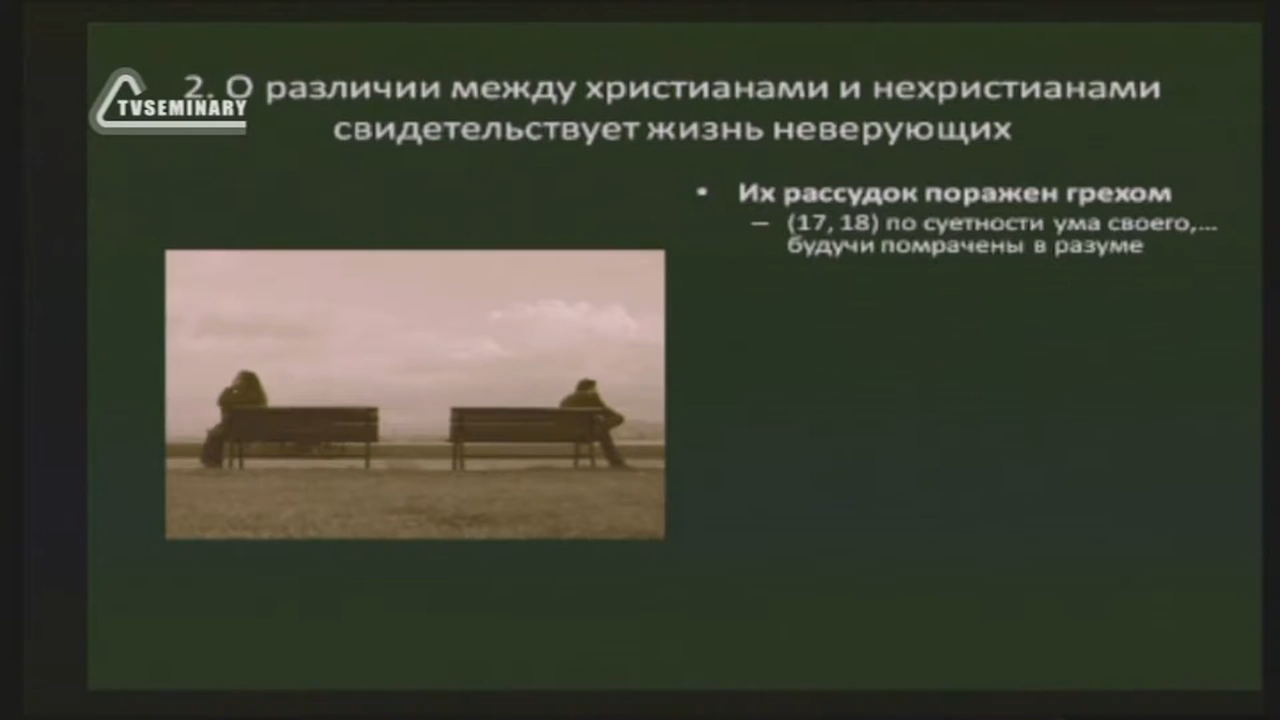 TVSEMINARY
2. О различии между христианами и нехристианами
свидетельствует жизнь неверующих
• Их рассудок поражен грехом
– (17, 18) по суетности ума своего,...
будучи помрачены в разуме